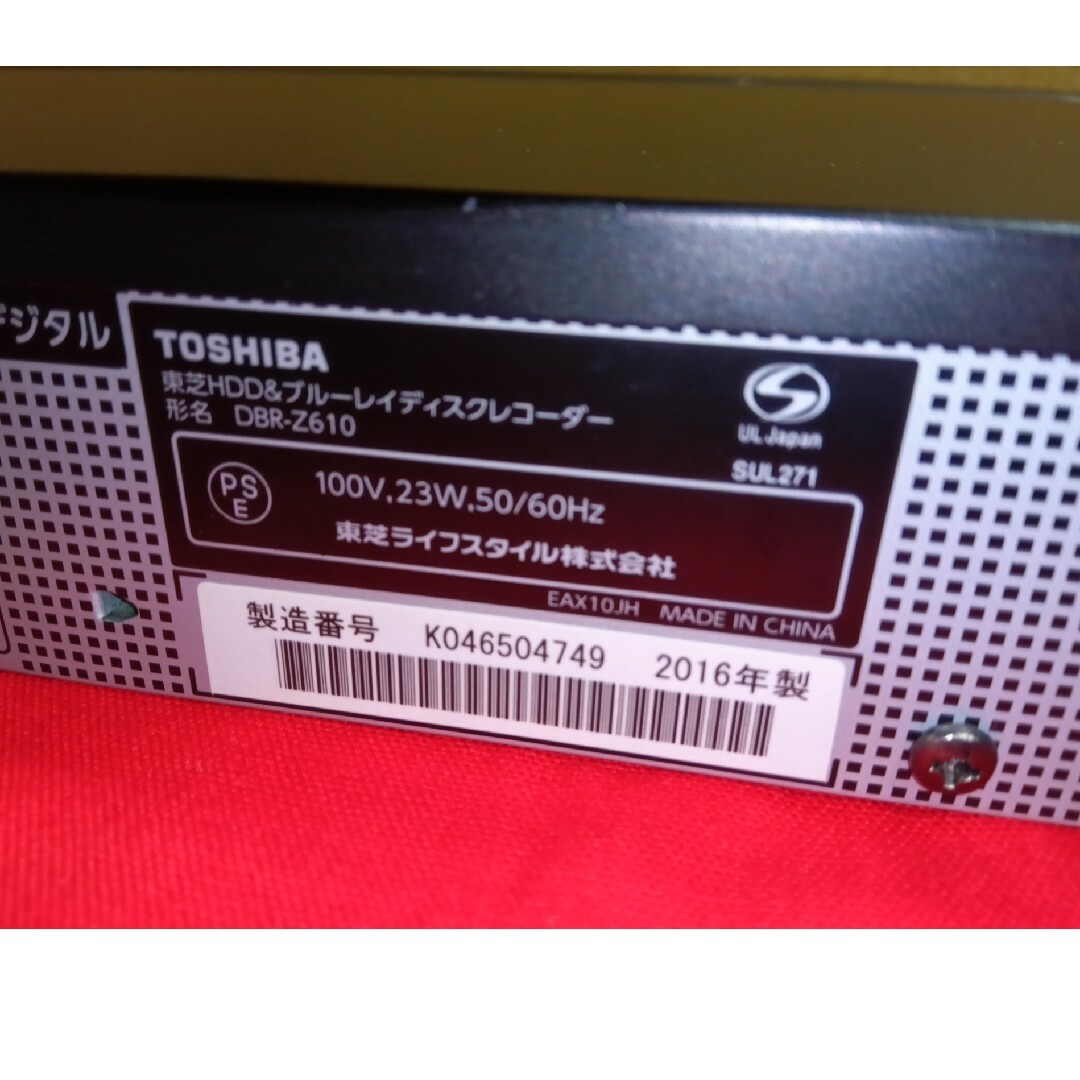 デジタル
TOSHIBA
東芝HDD&ブルーレイディスクレコーダー
形名 DBR-Z610
UL Japan
SUL271
PSE
100V,23W,50/60Hz
東芝ライフスタイル株式会社
EAX10JH MADE IN CHINA
製造番号 K046504749 2016年製